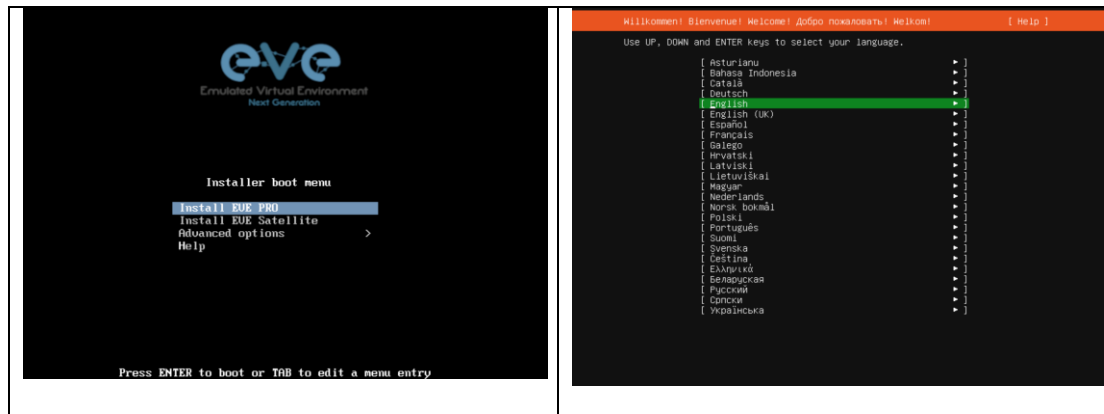 eve
Emulated Virtual Environment
Next Generation
Installer boot menu
Install EVE PRO
Install EVE Satellite
Advanced options >
Help
Press ENTER to boot or TAB to edit a menu entry
Willkommen! Bienvenue! Welcome! Добро пожаловать! Welkom! [ Help ]
Use UP, DOWN and ENTER keys to select your language.
[ Asturianu ► ]
[ Bahasa Indonesia ► ]
[ Català ► ]
[ Deutsch ► ]
[ English ► ]
[ English (UK) ► ]
[ Español ► ]
[ Français ► ]
[ Galego ► ]
[ Hrvatski ► ]
[ Latviski ► ]
[ Lietuviškai ► ]
[ Magyar ► ]
[ Nederlands ► ]
[ Norsk bokmål ► ]
[ Polski ► ]
[ Português ► ]
[ Suomi ► ]
[ Svenska ► ]
[ Čeština ► ]
[ Ελληνικά ► ]
[ Беларуская ► ]
[ Русский ► ]
[ Српски ► ]
[ Українська ► ]